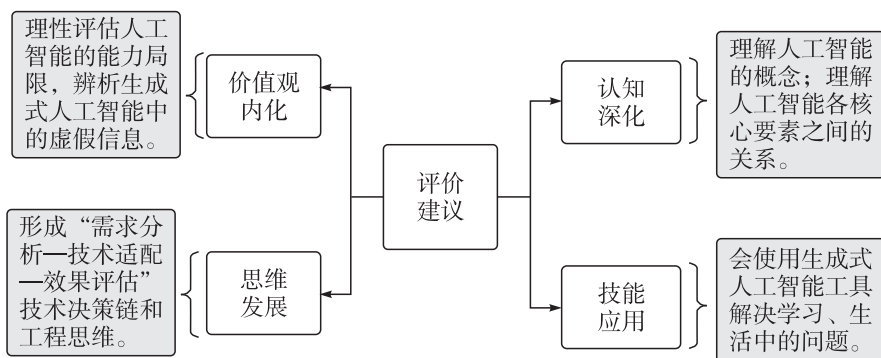 理性评估人工
智能的能力局
限，辨析生成
式人工智能中
的虚假信息。
价值观
内化
形成“需求分
析—技术适配
—效果评估”
技术决策链和
工程思维。
思维
发展
评价
建议
认知
深化
理解人工智能
的概念；理解
人工智能各核
心要素之间的
关系。
技能
应用
会使用生成式
人工智能工具
解决学习、生
活中的问题。